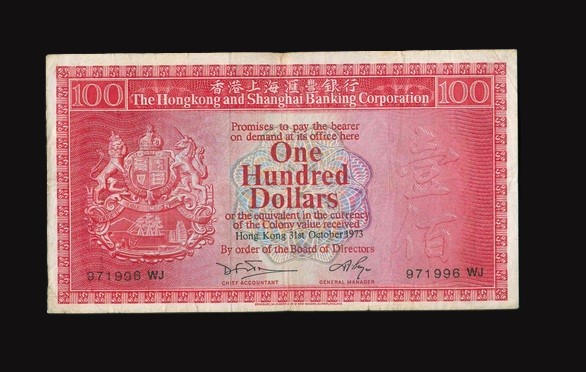 香港上海滙豐銀行
100 The Hongkong and Shanghai Banking Corporation 100
Promises to pay the bearer
on demand at its office here
One
Hundred
Dollars
or the equivalent in the currency
of the Colony value received
Hong Kong 31st October 1973
By order of the Board of Directors
壹百
971996 WJ
971996 WJ
CHIEF ACCOUNTANT
GENERAL MANAGER